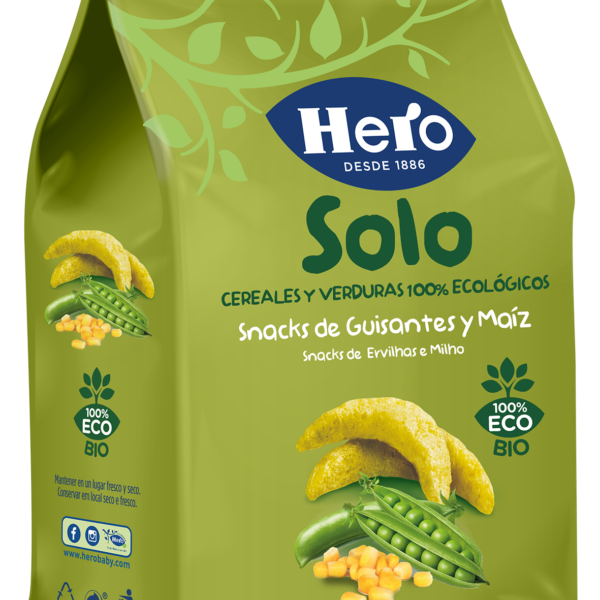 Hero
DESDE 1886
Solo
CEREALES Y VERDURAS 100% ECOLÓGICOS
Snacks de Guisantes y Maíz
Snacks de Ervilhas e Milho
100%
ECO
BIO
100%
ECO
BIO
Mantener en un lugar fresco y seco.
Conservar em local seco e fresco.
Hero
www.herobaby.com